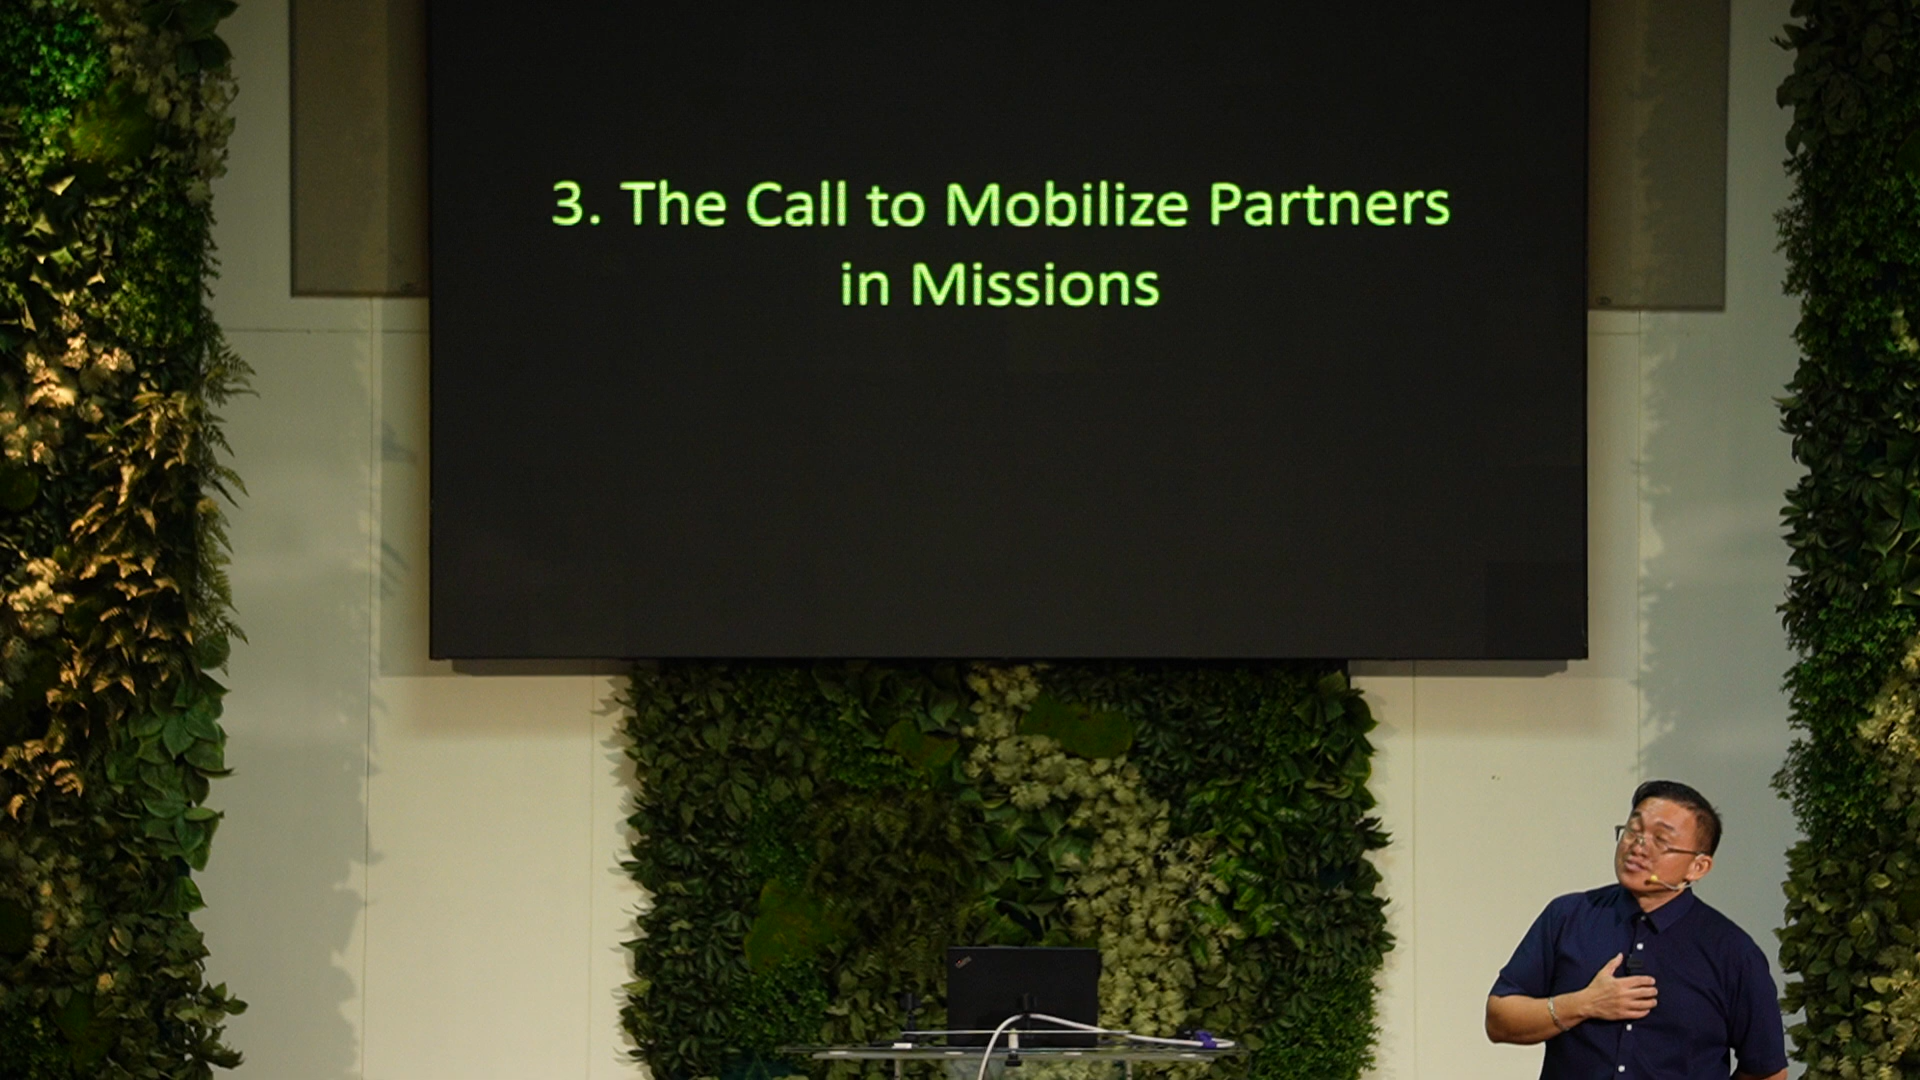 3. The Call to Mobilize Partners
in Missions